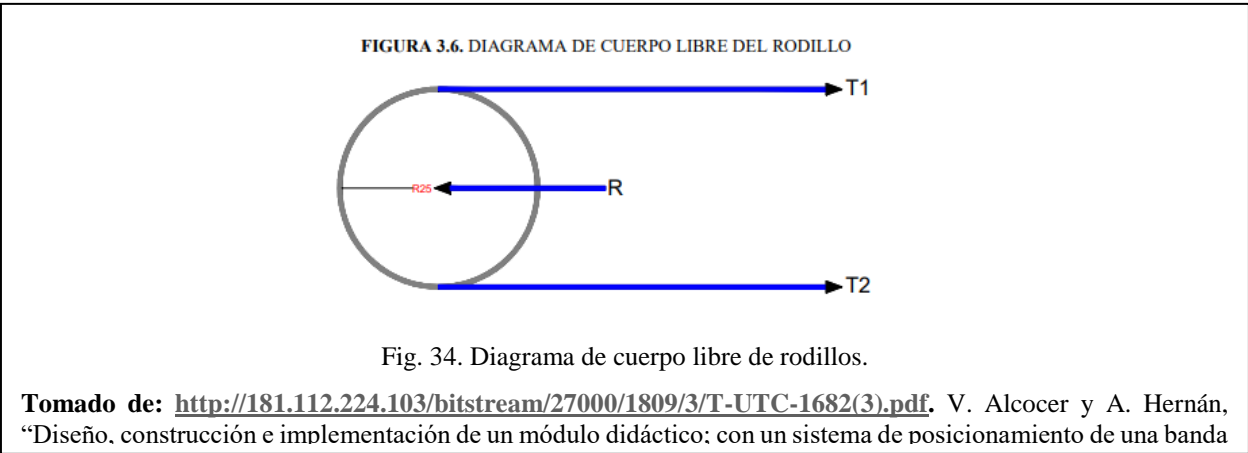 FIGURA 3.6. DIAGRAMA DE CUERPO LIBRE DEL RODILLO
T1
R25
R
T2
Fig. 34. Diagrama de cuerpo libre de rodillos.
Tomado de: http://181.112.224.103/bitstream/27000/1809/3/T-UTC-1682(3).pdf. V. Alcocer y A. Hernán,
“Diseño, construcción e implementación de un módulo didáctico; con un sistema de posicionamiento de una banda